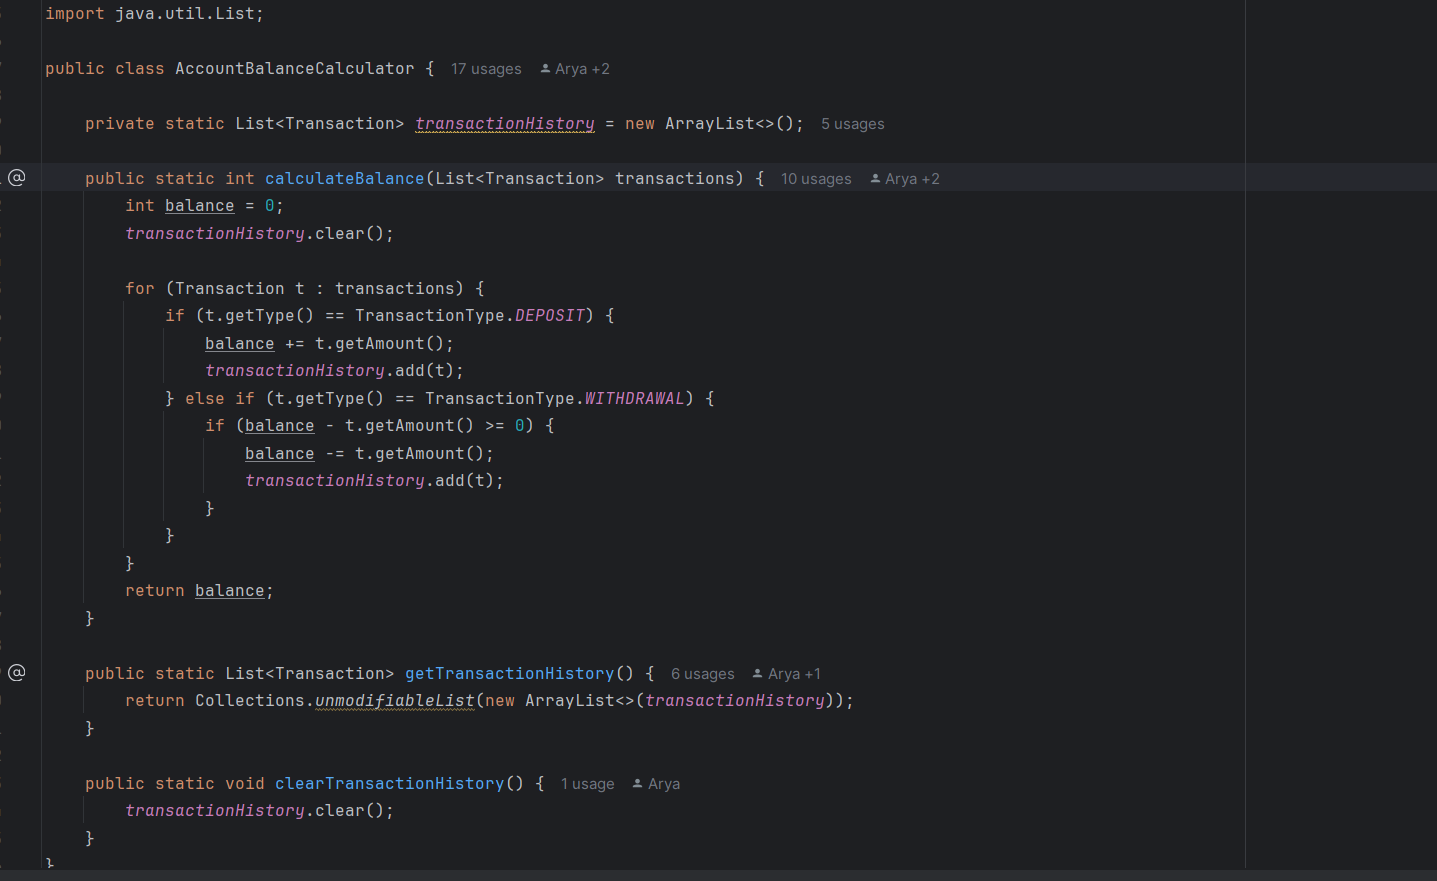 import java.util.List;
public class AccountBalanceCalculator { 17 usages Arya +2
private static List<Transaction> transactionHistory = new ArrayList<>(); 5 usages
@ public static int calculateBalance(List<Transaction> transactions) { 10 usages Arya +2
int balance = 0;
transactionHistory.clear();
for (Transaction t : transactions) {
if (t.getType() == TransactionType.DEPOSIT) {
balance += t.getAmount();
transactionHistory.add(t);
} else if (t.getType() == TransactionType.WITHDRAWAL) {
if (balance - t.getAmount() >= 0) {
balance -= t.getAmount();
transactionHistory.add(t);
}
}
}
return balance;
}
@ public static List<Transaction> getTransactionHistory() { 6 usages Arya +1
return Collections.unmodifiableList(new ArrayList<>(transactionHistory));
}
public static void clearTransactionHistory() { 1 usage Arya
transactionHistory.clear();
}
}